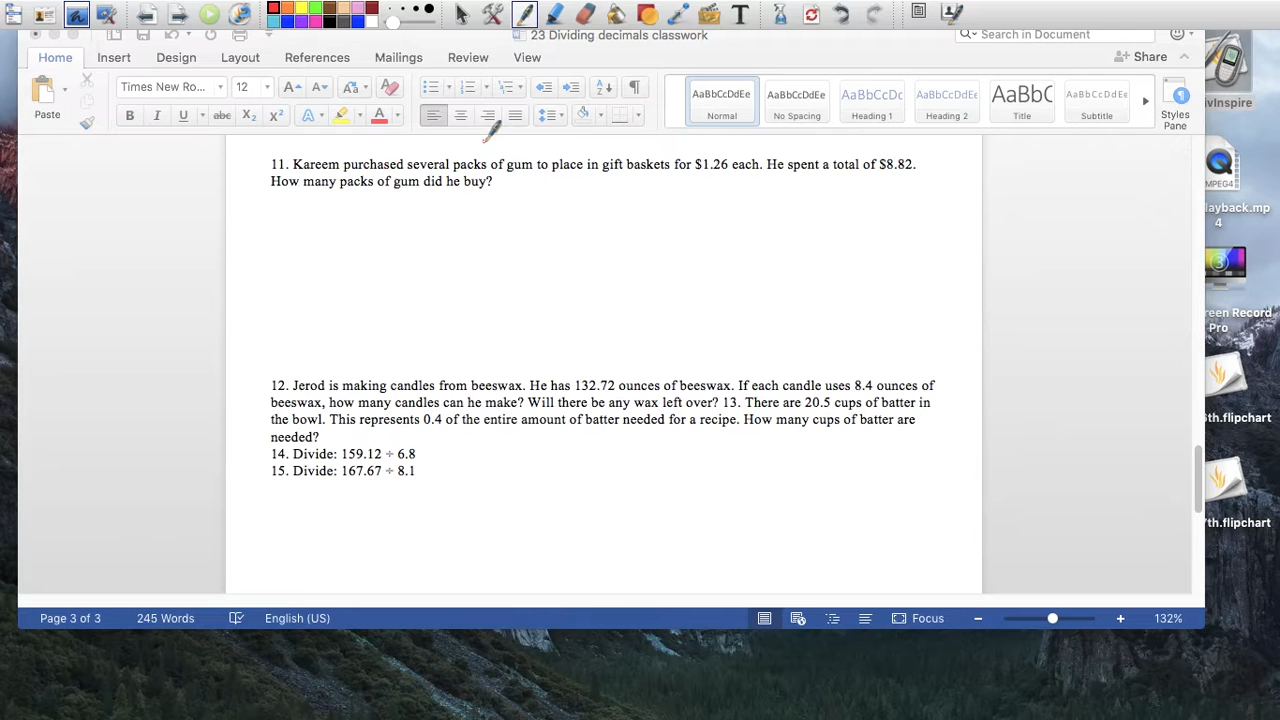 23 Dividing decimals classwork
Search in Document
Home Insert Design Layout References Mailings Review View
Share
Paste
Times New Ro...
12
AaBbCcDdEe AaBbCcDdEe AaBbCcDc AaBbCcDdEe AaBbC AaBbCcDdEe
Normal No Spacing Heading 1 Heading 2 Title Subtitle
Styles
Pane
11. Kareem purchased several packs of gum to place in gift baskets for $1.26 each. He spent a total of $8.82.
How many packs of gum did he buy?
12. Jerod is making candles from beeswax. He has 132.72 ounces of beeswax. If each candle uses 8.4 ounces of
beeswax, how many candles can he make? Will there be any wax left over? 13. There are 20.5 cups of batter in
the bowl. This represents 0.4 of the entire amount of batter needed for a recipe. How many cups of batter are
needed?
14. Divide: 159.12 ÷ 6.8
15. Divide: 167.67 ÷ 8.1
Page 3 of 3 245 Words English (US) Focus 132%
ivInspire
MPEG4
layback.mp
4
reen Record
Pro
6th.flipchart
7th.flipchart